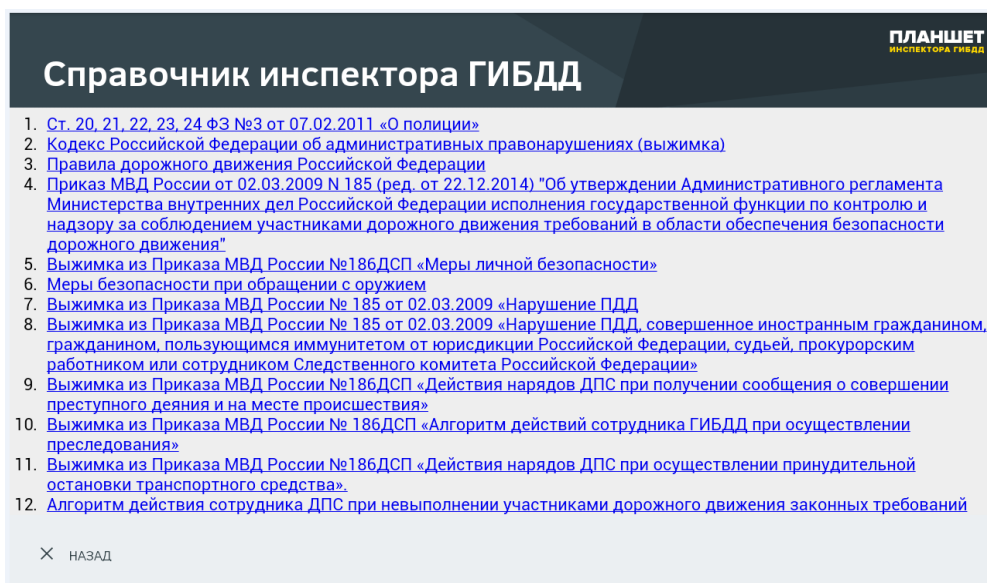 ПЛАНШЕТ
ИНСПЕКТОРА ГИБДД
Справочник инспектора ГИБДД
1. Ст. 20, 21, 22, 23, 24 ФЗ №3 от 07.02.2011 «О полиции»
2. Кодекс Российской Федерации об административных правонарушениях (выжимка)
3. Правила дорожного движения Российской Федерации
4. Приказ МВД России от 02.03.2009 N 185 (ред. от 22.12.2014) "Об утверждении Административного регламента
Министерства внутренних дел Российской Федерации исполнения государственной функции по контролю и
надзору за соблюдением участниками дорожного движения требований в области обеспечения безопасности
дорожного движения"
5. Выжимка из Приказа МВД России №186ДСП «Меры личной безопасности»
6. Меры безопасности при обращении с оружием
7. Выжимка из Приказа МВД России № 185 от 02.03.2009 «Нарушение ПДД
8. Выжимка из Приказа МВД России № 185 от 02.03.2009 «Нарушение ПДД, совершенное иностранным гражданином,
гражданином, пользующимся иммунитетом от юрисдикции Российской Федерации, судьей, прокурорским
работником или сотрудником Следственного комитета Российской Федерации»
9. Выжимка из Приказа МВД России №186ДСП «Действия нарядов ДПС при получении сообщения о совершении
преступного деяния и на месте происшествия»
10. Выжимка из Приказа МВД России № 186ДСП «Алгоритм действий сотрудника ГИБДД при осуществлении
преследования»
11. Выжимка из Приказа МВД России №186ДСП «Действия нарядов ДПС при осуществлении принудительной
остановки транспортного средства».
12. Алгоритм действия сотрудника ДПС при невыполнении участниками дорожного движения законных требований
НАЗАД